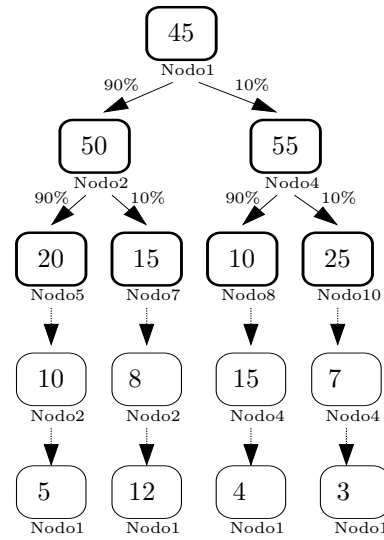 45
Nodo1
90% 10%
50 55
Nodo2 Nodo4
90% 10% 90% 10%
20 15 10 25
Nodo5 Nodo7 Nodo8 Nodo10
10 8 15 7
Nodo2 Nodo2 Nodo4 Nodo4
5 12 4 3
Nodo1 Nodo1 Nodo1 Nodo1